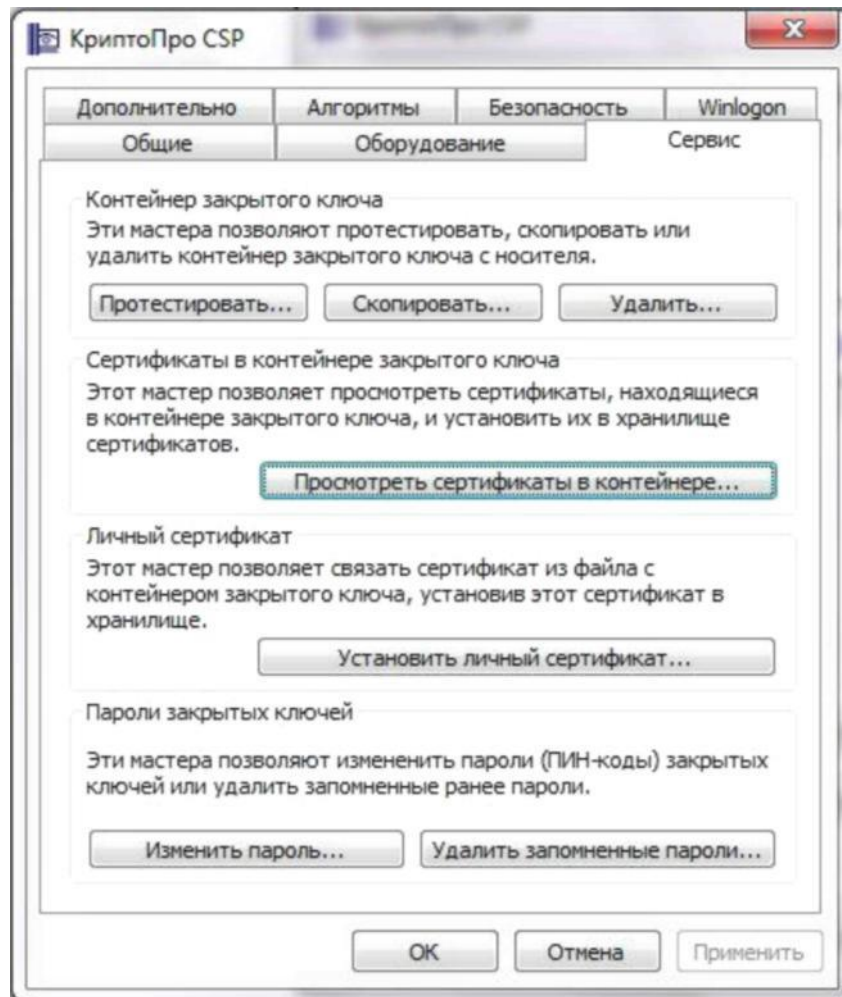 КриптоПро CSP
Дополнительно Алгоритмы Безопасность Winlogon
Общие Оборудование Сервис
Контейнер закрытого ключа
Эти мастера позволяют протестировать, скопировать или
удалить контейнер закрытого ключа с носителя.
Протестировать... Скопировать... Удалить...
Сертификаты в контейнере закрытого ключа
Этот мастер позволяет просмотреть сертификаты, находящиеся
в контейнере закрытого ключа, и установить их в хранилище
сертификатов.
Просмотреть сертификаты в контейнере...
Личный сертификат
Этот мастер позволяет связать сертификат из файла с
контейнером закрытого ключа, установив этот сертификат в
хранилище.
Установить личный сертификат...
Пароли закрытых ключей
Эти мастера позволяют измененить пароли (ПИН-коды) закрытых
ключей или удалить запомненные ранее пароли.
Изменить пароль... Удалить запомненные пароли...
ОК Отмена Применить